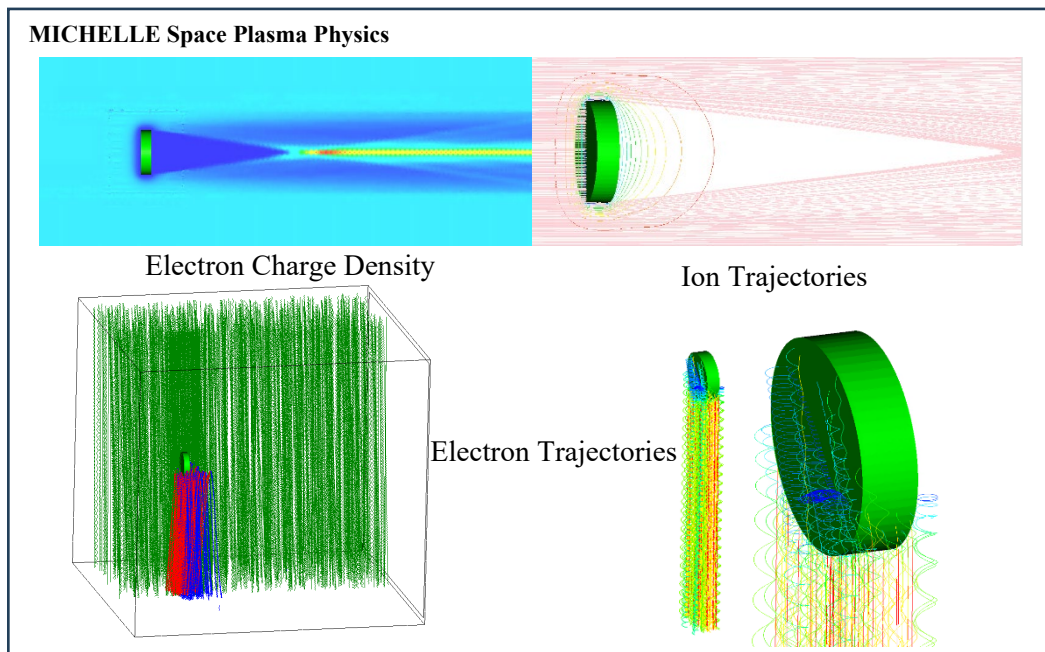 MICHELLE Space Plasma Physics
Electron Charge Density
Ion Trajectories
Electron Trajectories